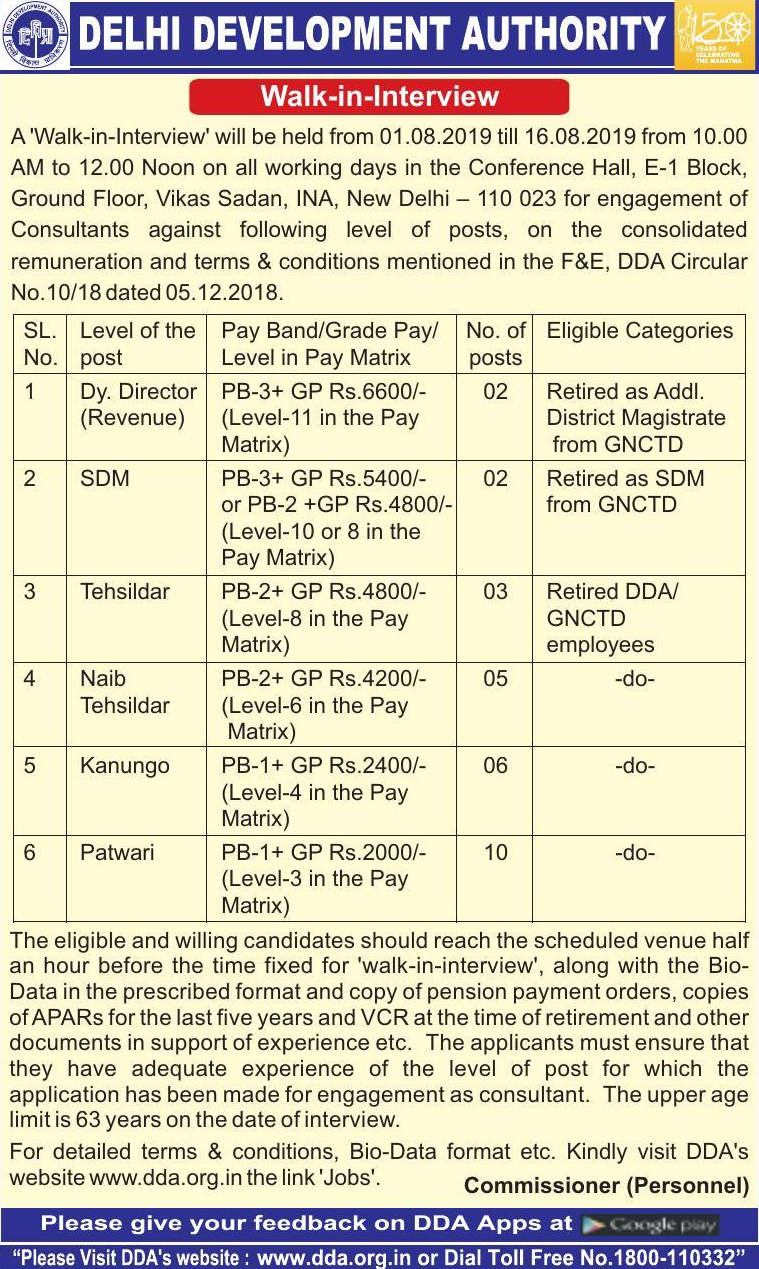 DELHI DEVELOPMENT AUTHORITY
YEARS OF
CELEBRATING
THE MAHATMA
Walk-in-Interview
A 'Walk-in-Interview' will be held from 01.08.2019 till 16.08.2019 from 10.00
AM to 12.00 Noon on all working days in the Conference Hall, E-1 Block,
Ground Floor, Vikas Sadan, INA, New Delhi – 110 023 for engagement of
Consultants against following level of posts, on the consolidated
remuneration and terms & conditions mentioned in the F&E, DDA Circular
No.10/18 dated 05.12.2018.
SL. Level of the Pay Band/Grade Pay/ No. of Eligible Categories
No. post Level in Pay Matrix posts
1 Dy. Director PB-3+ GP Rs.6600/- 02 Retired as Addl.
(Revenue) (Level-11 in the Pay District Magistrate
Matrix) from GNCTD
2 SDM PB-3+ GP Rs.5400/- 02 Retired as SDM
or PB-2 +GP Rs.4800/- from GNCTD
(Level-10 or 8 in the
Pay Matrix)
3 Tehsildar PB-2+ GP Rs.4800/- 03 Retired DDA/
(Level-8 in the Pay GNCTD
Matrix) employees
4 Naib PB-2+ GP Rs.4200/- 05 -do-
Tehsildar (Level-6 in the Pay
Matrix)
5 Kanungo PB-1+ GP Rs.2400/- 06 -do-
(Level-4 in the Pay
Matrix)
6 Patwari PB-1+ GP Rs.2000/- 10 -do-
(Level-3 in the Pay
Matrix)
The eligible and willing candidates should reach the scheduled venue half
an hour before the time fixed for 'walk-in-interview', along with the Bio-
Data in the prescribed format and copy of pension payment orders, copies
of APARs for the last five years and VCR at the time of retirement and other
documents in support of experience etc. The applicants must ensure that
they have adequate experience of the level of post for which the
application has been made for engagement as consultant. The upper age
limit is 63 years on the date of interview.
For detailed terms & conditions, Bio-Data format etc. Kindly visit DDA's
website www.dda.org.in the link 'Jobs'.
Commissioner (Personnel)
Please give your feedback on DDA Apps at Google play
“Please Visit DDA's website : www.dda.org.in or Dial Toll Free No.1800-110332”